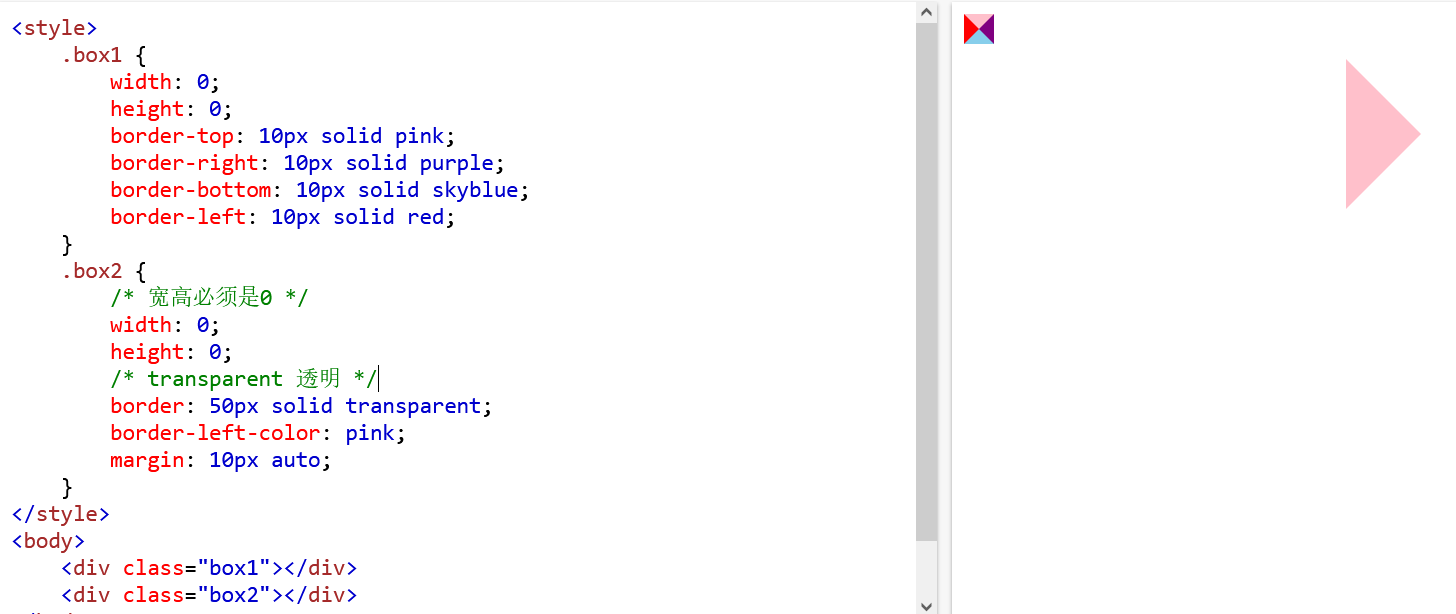 <style>
.box1 {
width: 0;
height: 0;
border-top: 10px solid pink;
border-right: 10px solid purple;
border-bottom: 10px solid skyblue;
border-left: 10px solid red;
}
.box2 {
/* 宽高必须是0 */
width: 0;
height: 0;
/* transparent 透明 */
border: 50px solid transparent;
border-left-color: pink;
margin: 10px auto;
}
</style>
<body>
<div class="box1"></div>
<div class="box2"></div>